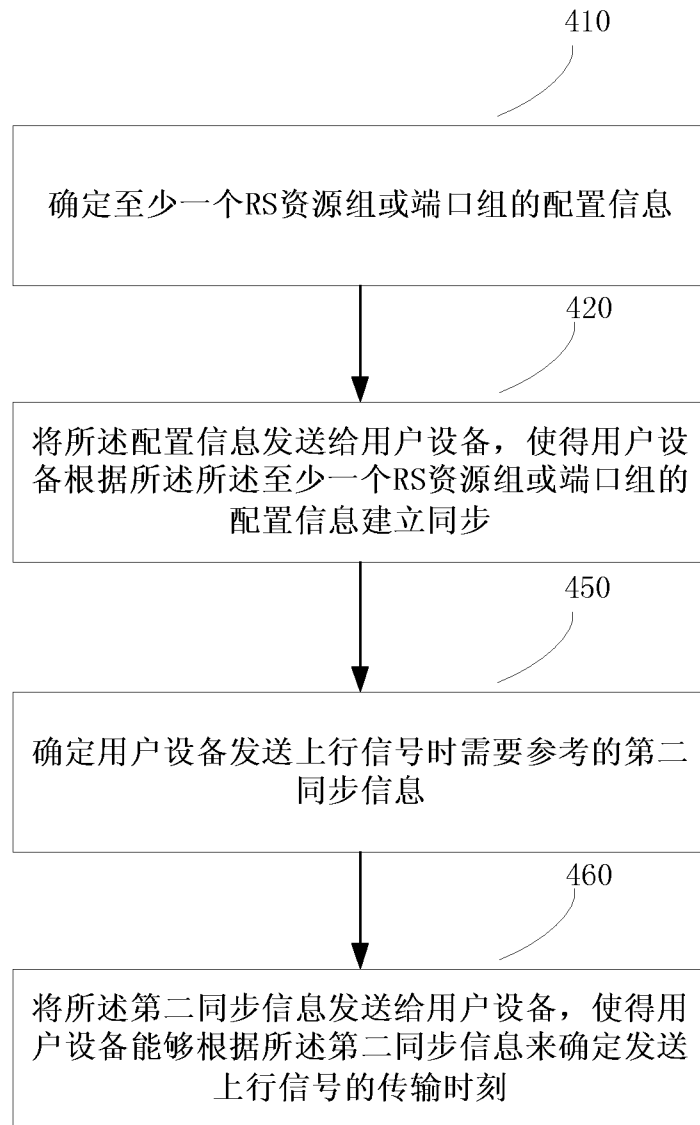 410
确定至少一个RS资源组或端口组的配置信息
420
将所述配置信息发送给用户设备，使得用户设
备根据所述所述至少一个RS资源组或端口组的
配置信息建立同步
450
确定用户设备发送上行信号时需要参考的第二
同步信息
460
将所述第二同步信息发送给用户设备，使得用
户设备能够根据所述第二同步信息来确定发送
上行信号的传输时刻